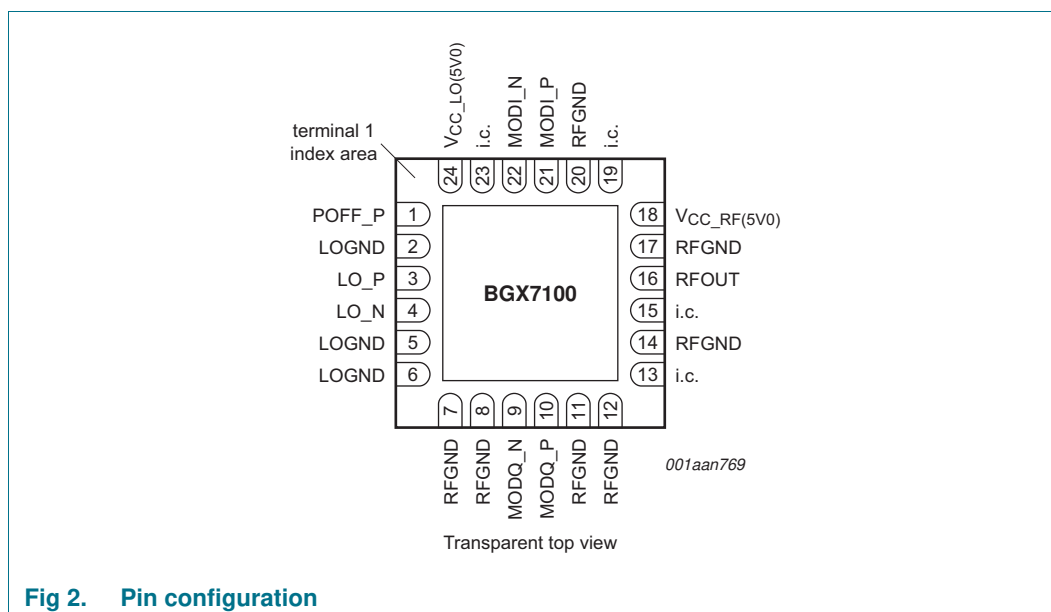 VCC_LO(5V0)
i.c.
MODI_N
MODI_P
RFGND
i.c.
terminal 1
index area
24
23
22
21
20
19
POFF_P 1
LOGND 2
LO_P 3
LO_N 4
LOGND 5
LOGND 6
BGX7100
18 VCC_RF(5V0)
17 RFGND
16 RFOUT
15 i.c.
14 RFGND
13 i.c.
7
8
9
10
11
12
RFGND
RFGND
MODQ_N
MODQ_P
RFGND
RFGND
001aan769
Transparent top view
Fig 2. Pin configuration